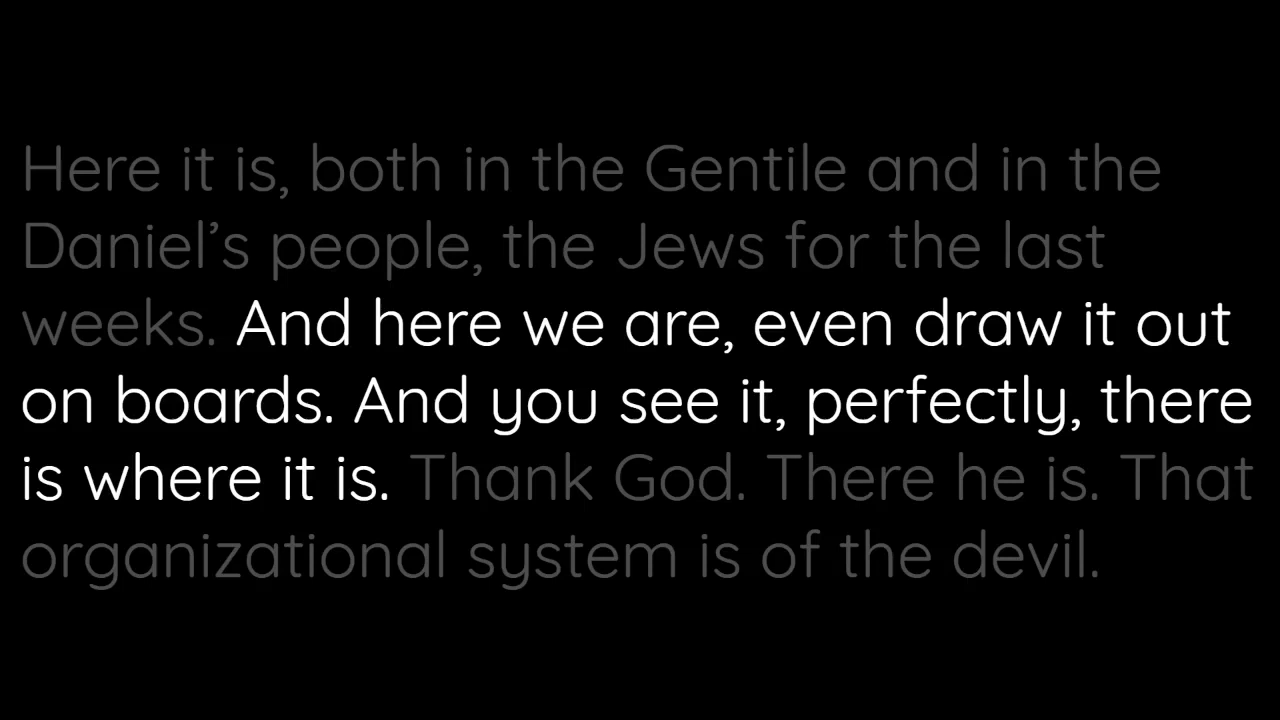 Here it is, both in the Gentile and in the
Daniel’s people, the Jews for the last
weeks. And here we are, even draw it out
on boards. And you see it, perfectly, there
is where it is. Thank God. There he is. That
organizational system is of the devil.